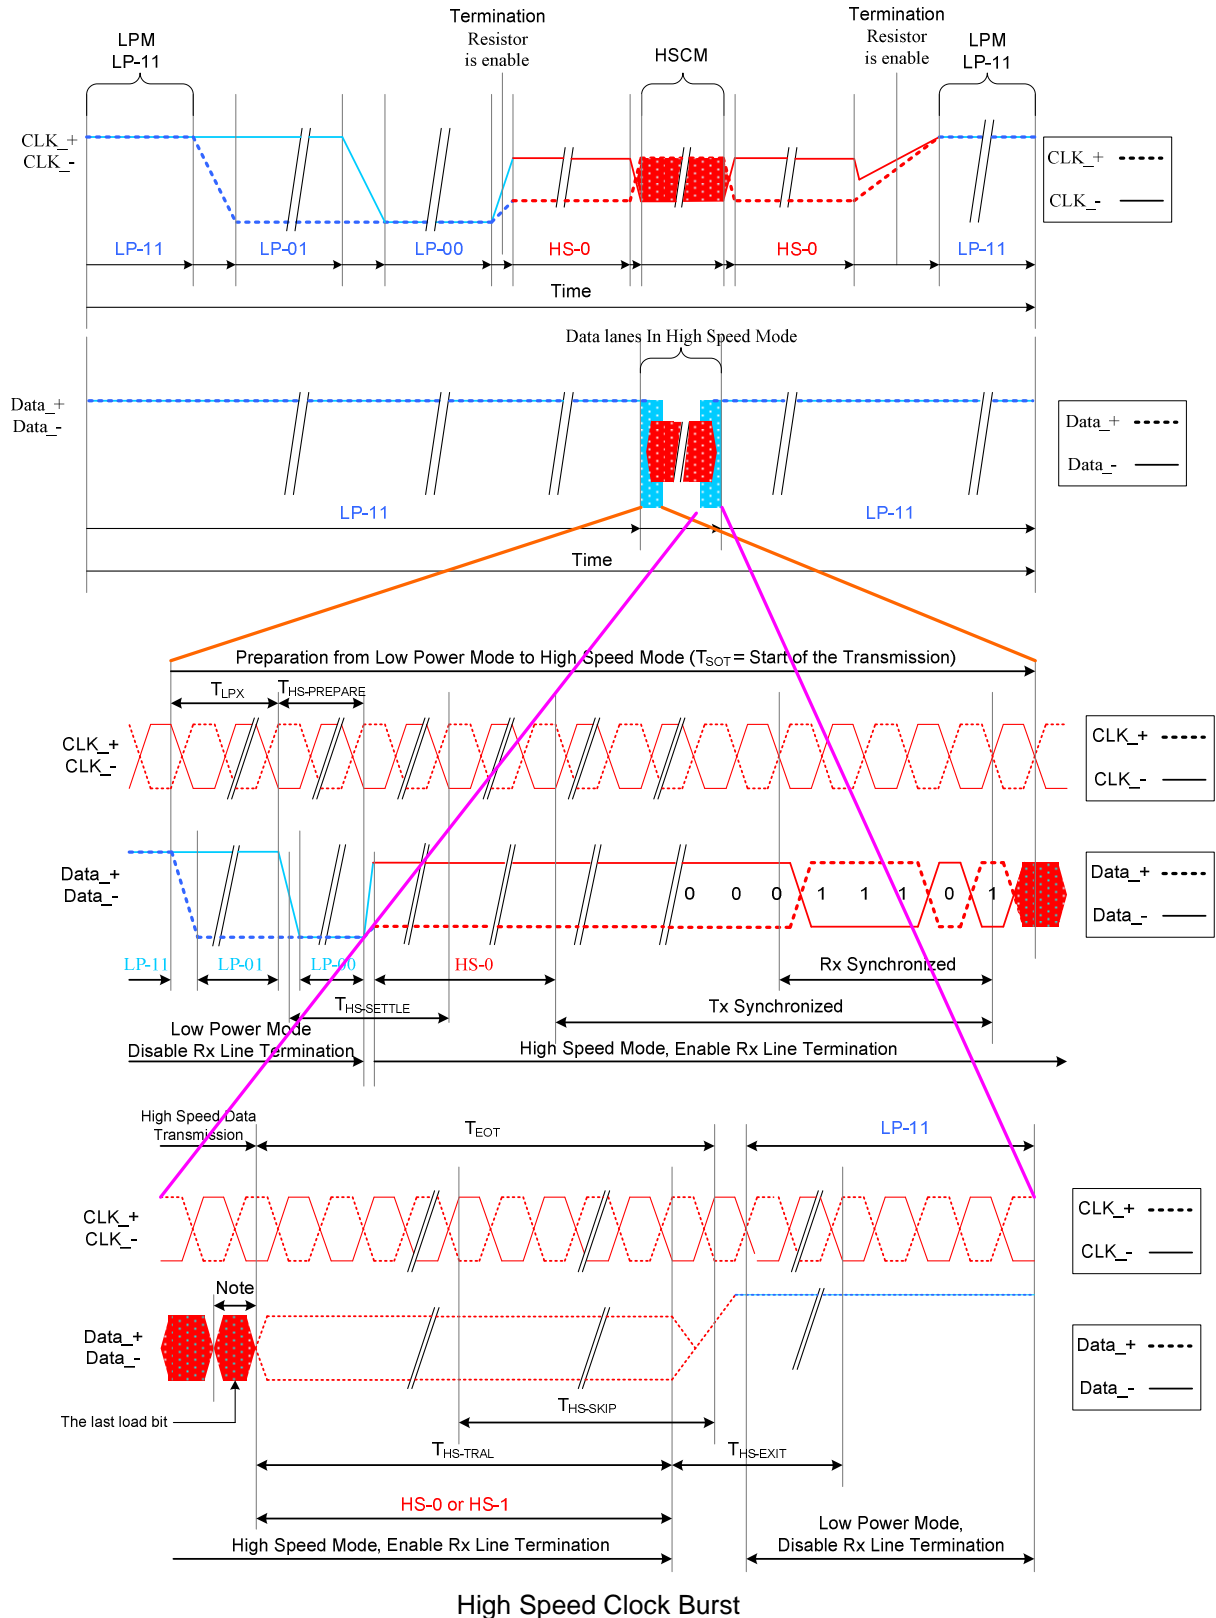 LPM
LP-11
Termination
Resistor
is enable
HSCM
Termination
Resistor
is enable
LPM
LP-11
CLK_+
CLK_-
CLK_+
CLK_-
LP-11
LP-01
LP-00
HS-0
HS-0
LP-11
Time
Data lanes In High Speed Mode
Data_+
Data_-
Data_+
Data_-
LP-11
LP-11
Time
Preparation from Low Power Mode to High Speed Mode (TSOT = Start of the Transmission)
TLPX
THS-PREPARE
CLK_+
CLK_-
CLK_+
CLK_-
Data_+
Data_-
0 0 0 1 1 1 0 1
Data_+
Data_-
LP-11
LP-01
LP-00
HS-0
Rx Synchronized
THS-SETTLE
Tx Synchronized
Low Power Mode
Disable Rx Line Termination
High Speed Mode, Enable Rx Line Termination
High Speed Data
Transmission
TEOT
LP-11
CLK_+
CLK_-
CLK_+
CLK_-
Note
Data_+
Data_-
Data_+
Data_-
The last load bit
THS-SKIP
THS-TRAL
THS-EXIT
HS-0 or HS-1
High Speed Mode, Enable Rx Line Termination
Low Power Mode,
Disable Rx Line Termination
High Speed Clock Burst